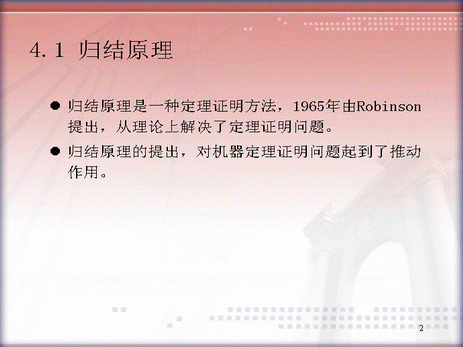 4.1 归结原理
● 归结原理是一种定理证明方法，1965年由Robinson
提出，从理论上解决了定理证明问题。
● 归结原理的提出，对机器定理证明问题起到了推动
作用。
2